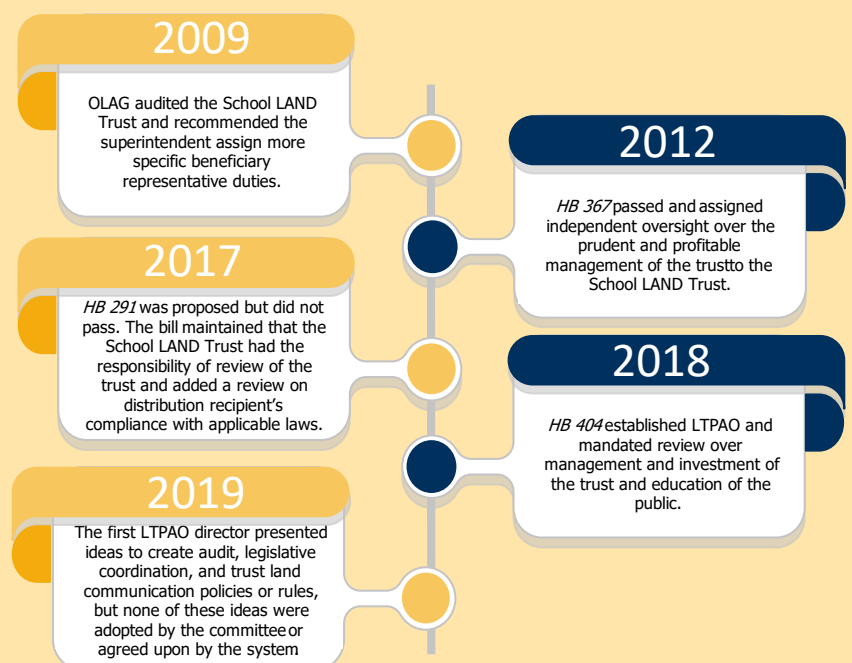 2009
OLAG audited the School LAND
Trust and recommended the
superintendent assign more
specific beneficiary
representative duties.
2012
HB 367 passed and assigned
independent oversight over the
prudent and profitable
management of the trustto the
School LAND Trust.
2017
HB 291 was proposed but did not
pass. The bill maintained that the
School LAND Trust had the
responsibility of review of the
trust and added a review on
distribution recipient's
compliance with applicable laws.
2018
HB 404 established LTPAO and
mandated review over
management and investment of
the trust and education of the
public.
2019
The first LTPAO director presented
ideas to create audit, legislative
coordination, and trust land
communication policies or rules,
but none of these ideas were
adopted by the committee or
agreed upon by the system